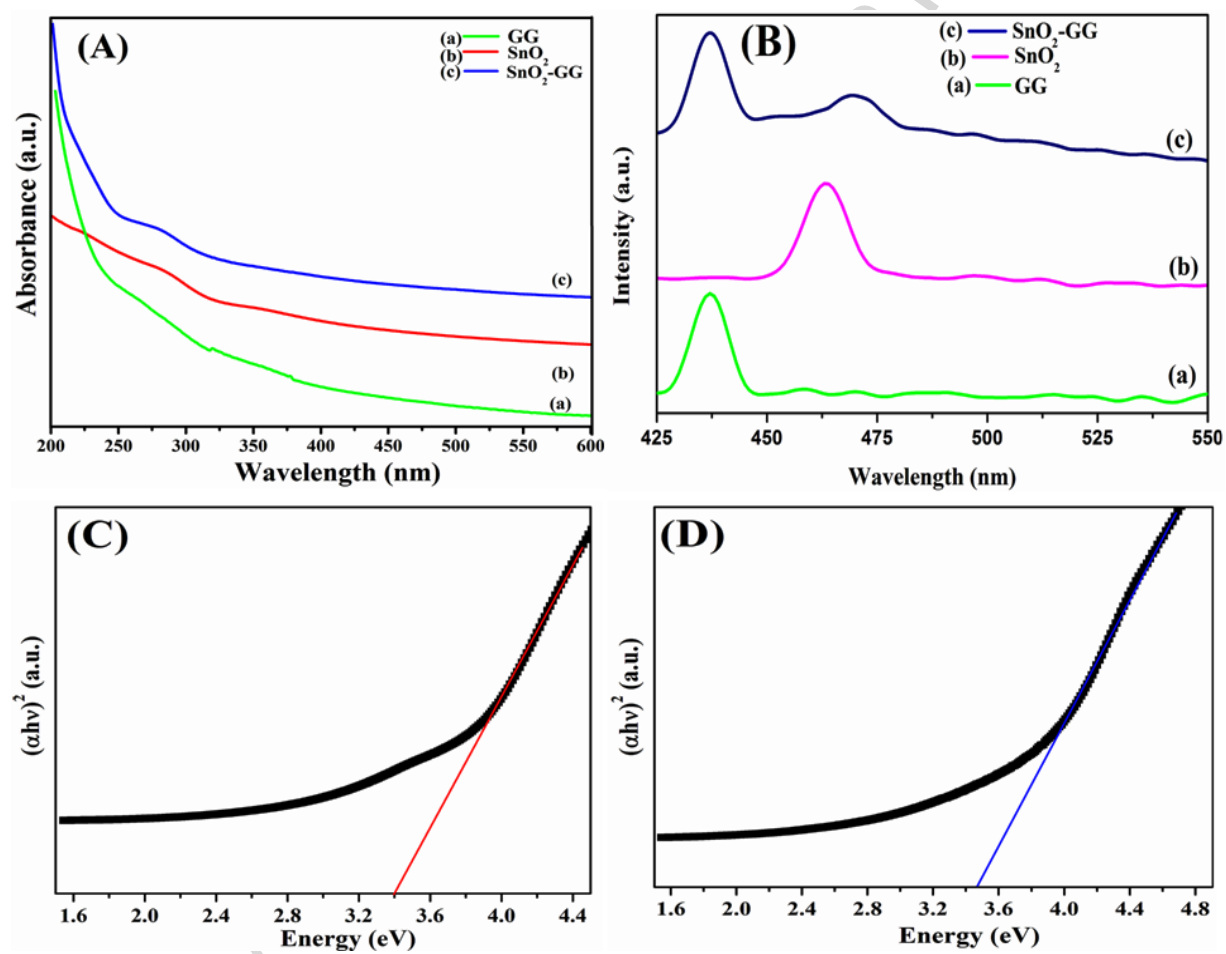 (A)
(a) GG
(b) SnO2
(c) SnO2-GG
Absorbance (a.u.)
(c)
(b)
(a)
200 250 300 350 400 450 500 550 600
Wavelength (nm)
(B)
(c) SnO2-GG
(b) SnO2
(a) GG
Intensity (a.u.)
(c)
(b)
(a)
425 450 475 500 525 550
Wavelength (nm)
(C)
(αhν)2 (a.u.)
1.6 2.0 2.4 2.8 3.2 3.6 4.0 4.4
Energy (eV)
(D)
(αhν)2 (a.u.)
1.6 2.0 2.4 2.8 3.2 3.6 4.0 4.4 4.8
Energy (eV)